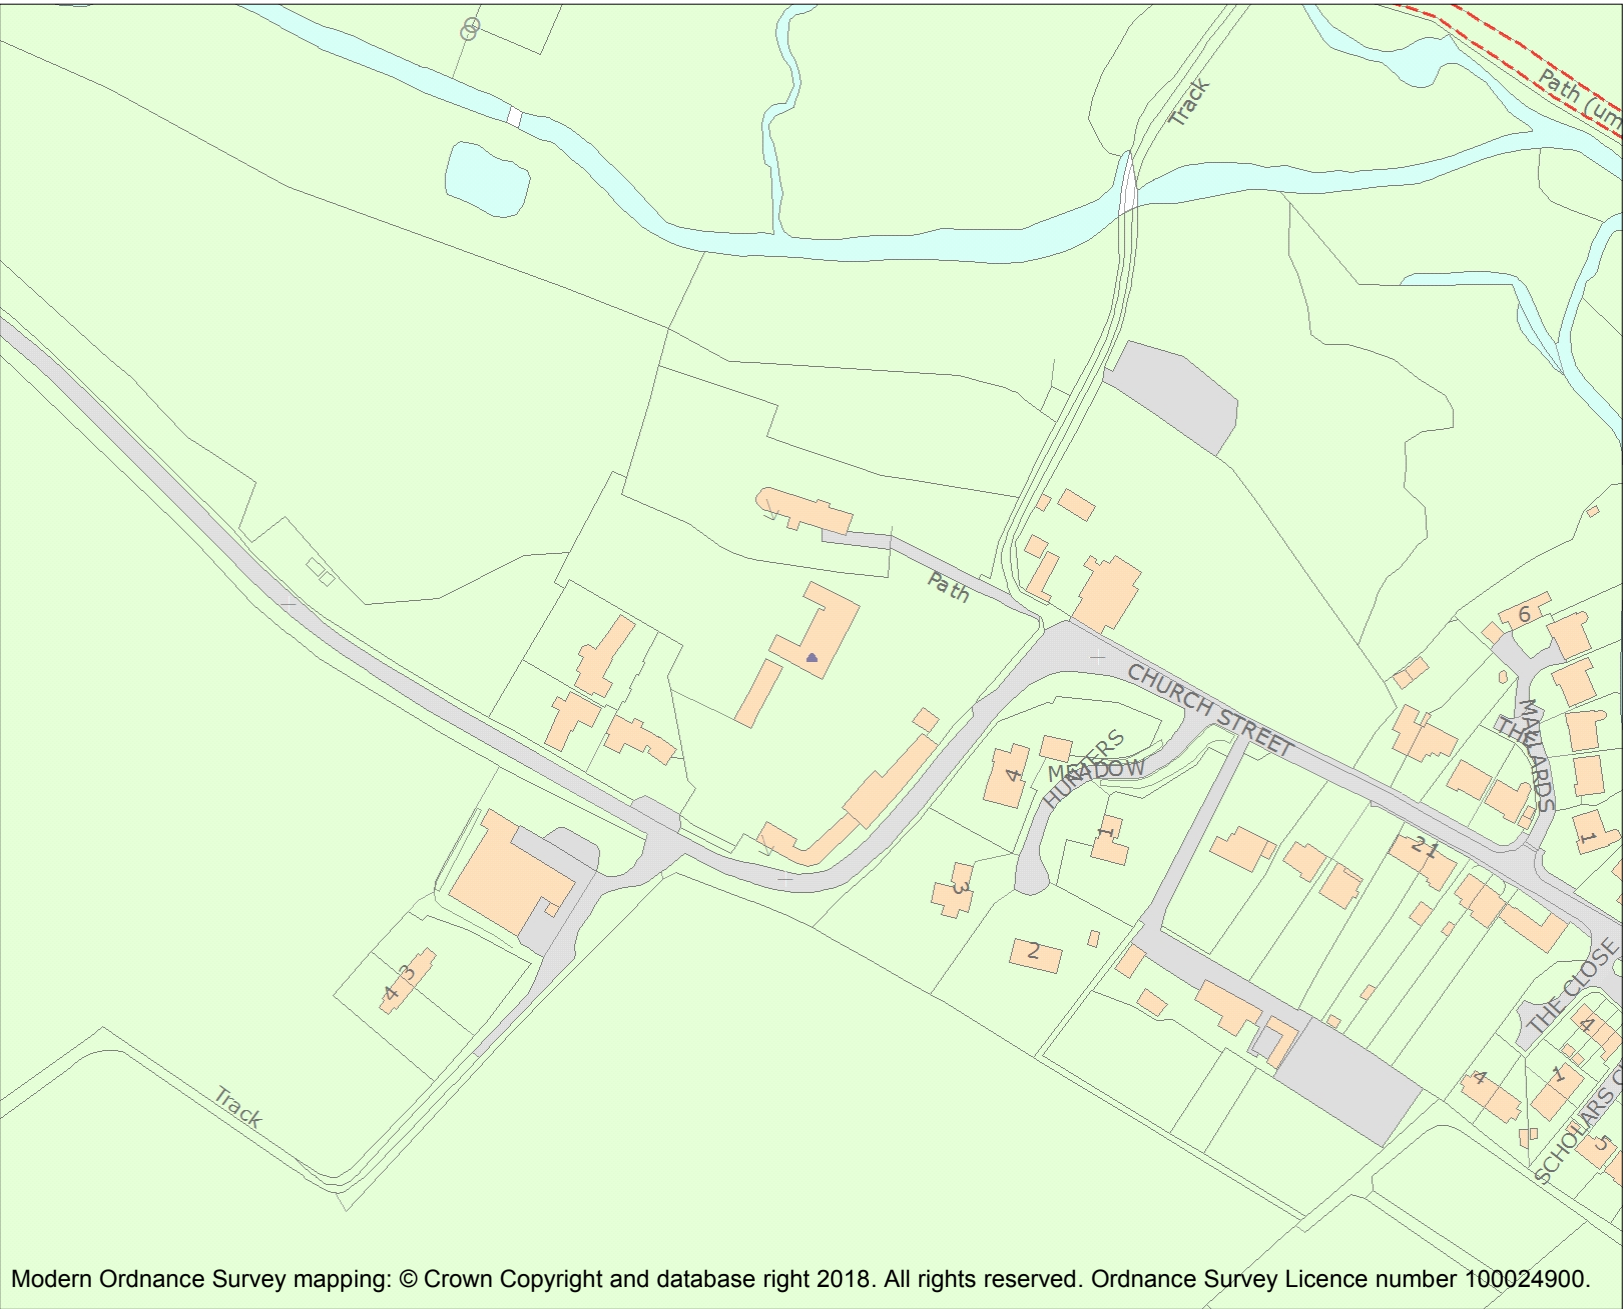 Track
Path (um
Path
CHURCH STREET
HUNTERS
MEADOW
4
1
3
2
6
THE
MALLARDS
1
21
THE CLOSE
4
4
1
SCHOLARS C
5
3
4
Track
Modern Ordnance Survey mapping: © Crown Copyright and database right 2018. All rights reserved. Ordnance Survey Licence number 100024900.